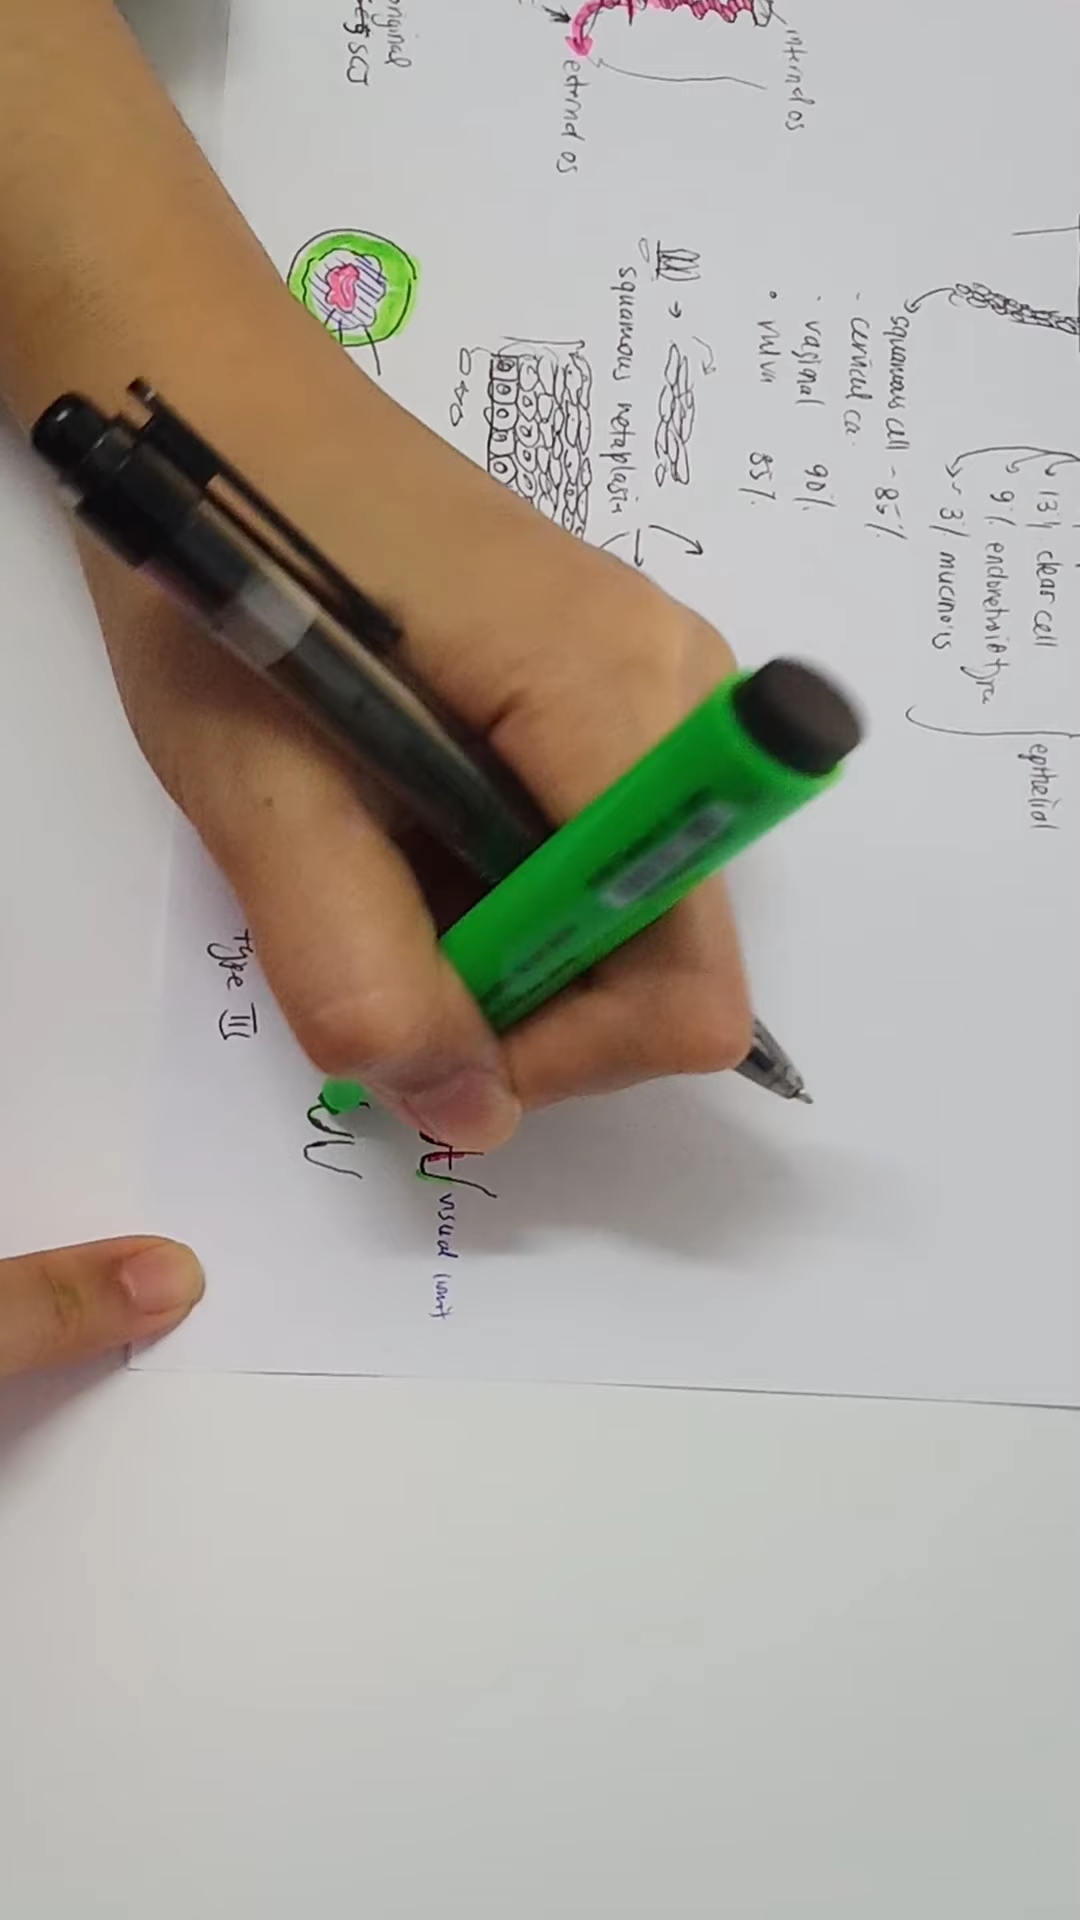 internal os
external os
original
SCJ
13% clear cell
9% endometrioid type
3% mucinous
epithelial
squamous cell - 85%
- cervical ca.
· vaginal 90%
• vulva 85%
squamous metaplasia
type III
visual limit